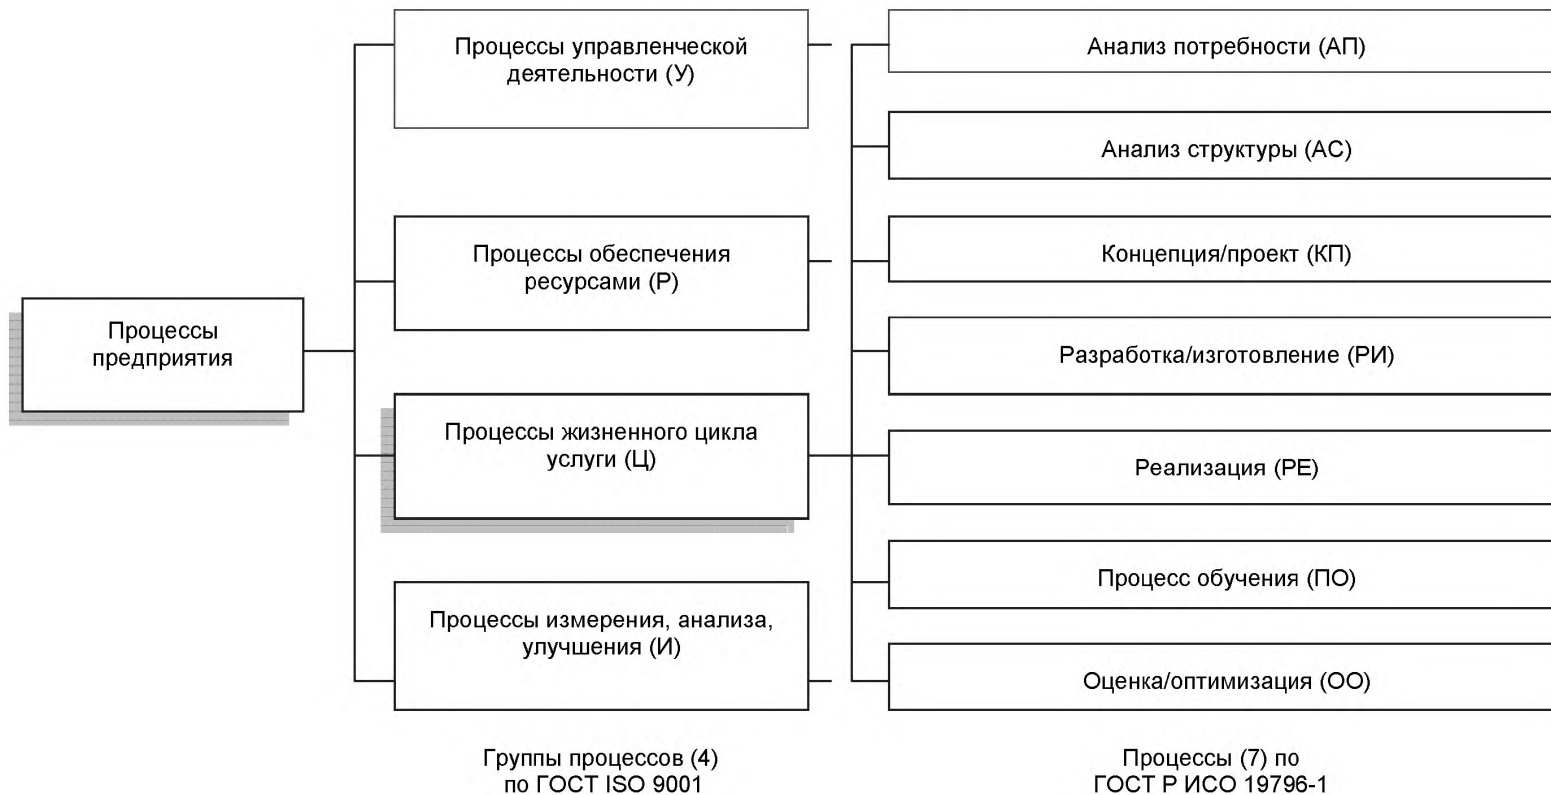 Процессы
предприятия
Процессы управленческой
деятельности (У)
Процессы обеспечения
ресурсами (Р)
Процессы жизненного цикла
услуги (Ц)
Процессы измерения, анализа,
улучшения (И)
Группы процессов (4)
по ГОСТ ISO 9001
Анализ потребности (АП)
Анализ структуры (АС)
Концепция/проект (КП)
Разработка/изготовление (РИ)
Реализация (РЕ)
Процесс обучения (ПО)
Оценка/оптимизация (ОО)
Процессы (7) по
ГОСТ Р ИСО 19796-1